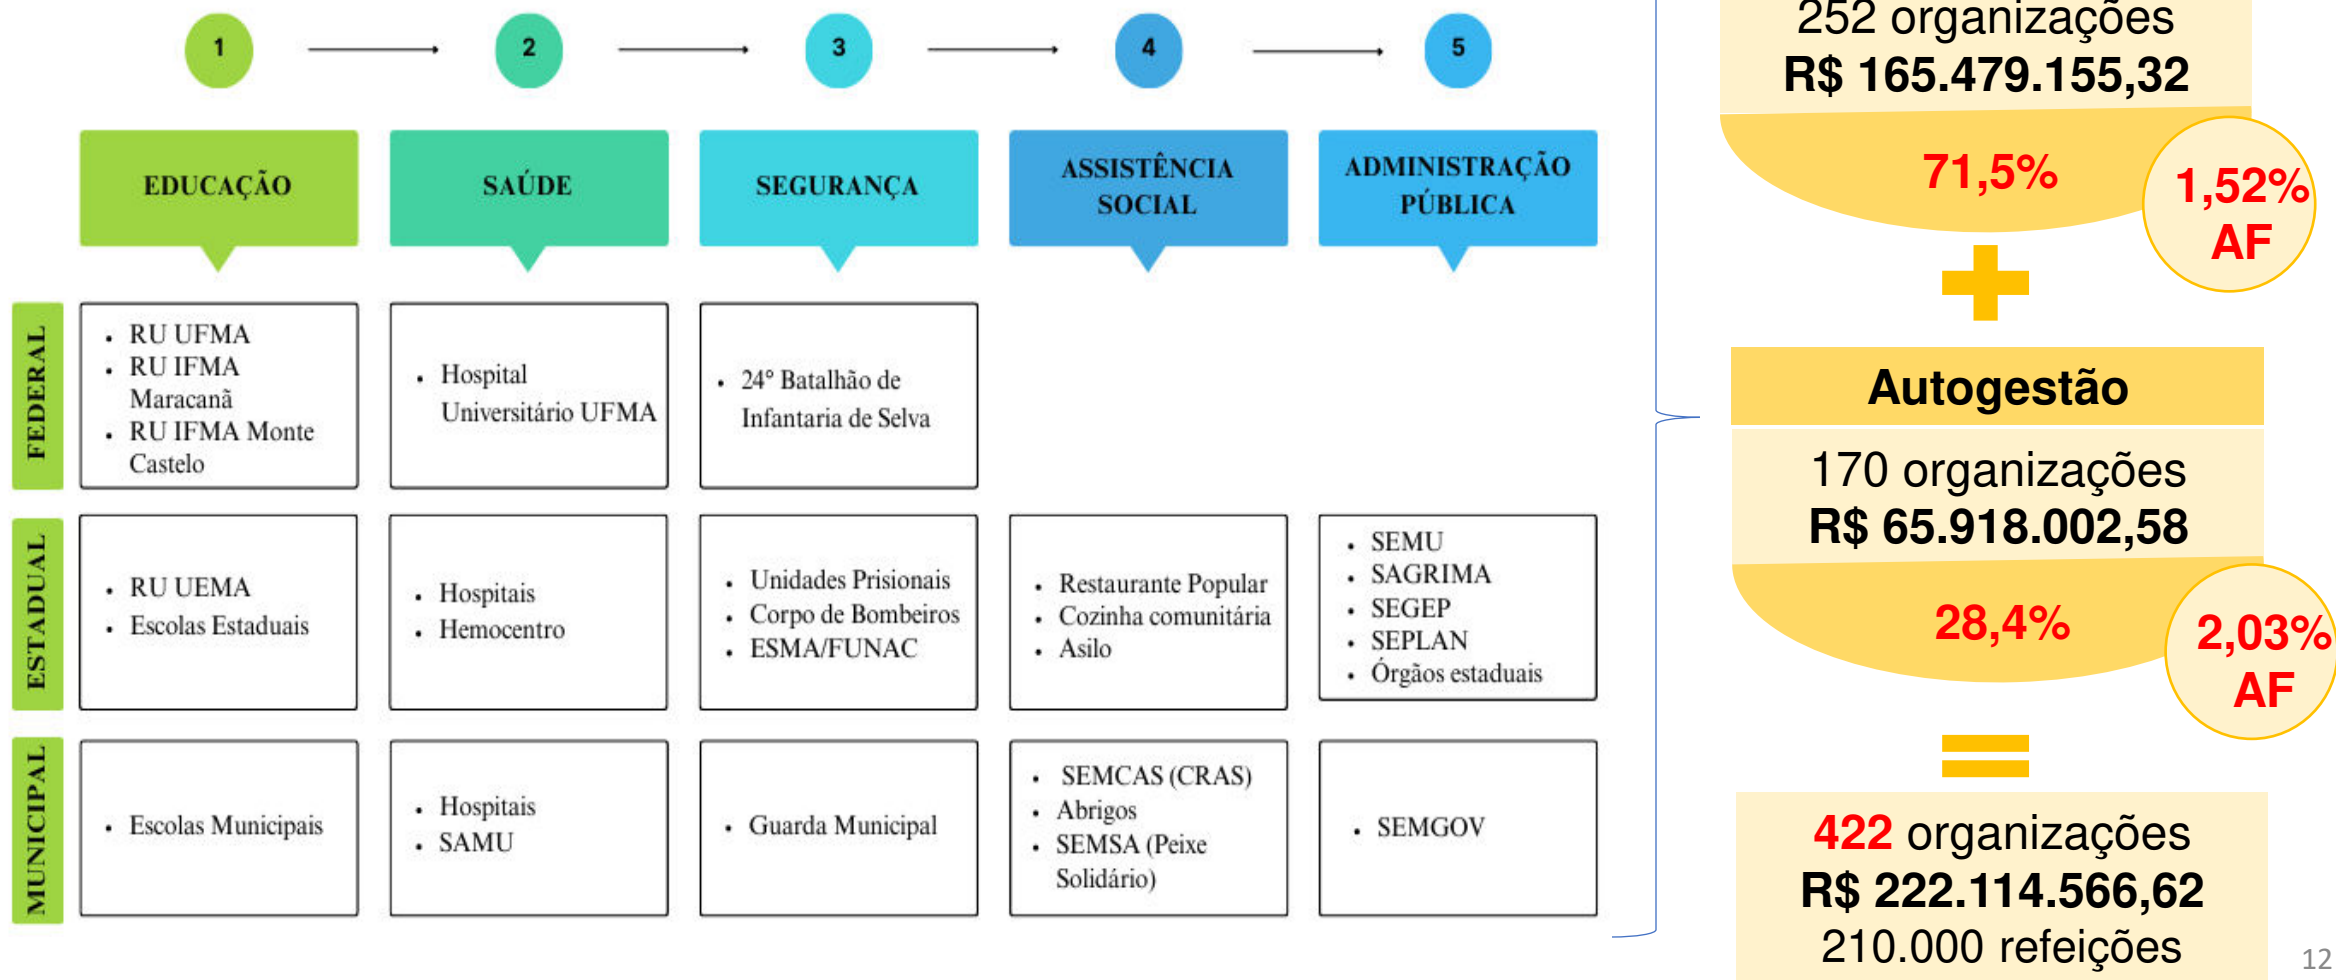 1
2
3
4
5
EDUCAÇÃO
SAÚDE
SEGURANÇA
ASSISTÊNCIA
SOCIAL
ADMINISTRAÇÃO
PÚBLICA
FEDERAL
• RU UFMA
• RU IFMA
Maracanã
• RU IFMA Monte
Castelo
• Hospital
Universitário UFMA
• 24° Batalhão de
Infantaria de Selva
ESTADUAL
• RU UEMA
• Escolas Estaduais
• Hospitais
• Hemocentro
• Unidades Prisionais
• Corpo de Bombeiros
• ESMA/FUNAC
• Restaurante Popular
• Cozinha comunitária
• Asilo
• SEMU
• SAGRIMA
• SEGEP
• SEPLAN
• Órgãos estaduais
MUNICIPAL
• Escolas Municipais
• Hospitais
• SAMU
• Guarda Municipal
• SEMCAS (CRAS)
• Abrigos
• SEMSA (Peixe
Solidário)
• SEMGOV
252 organizações
R$ 165.479.155,32
71,5%
1,52%
AF
Autogestão
170 organizações
R$ 65.918.002,58
28,4%
2,03%
AF
422 organizações
R$ 222.114.566,62
210.000 refeições
12